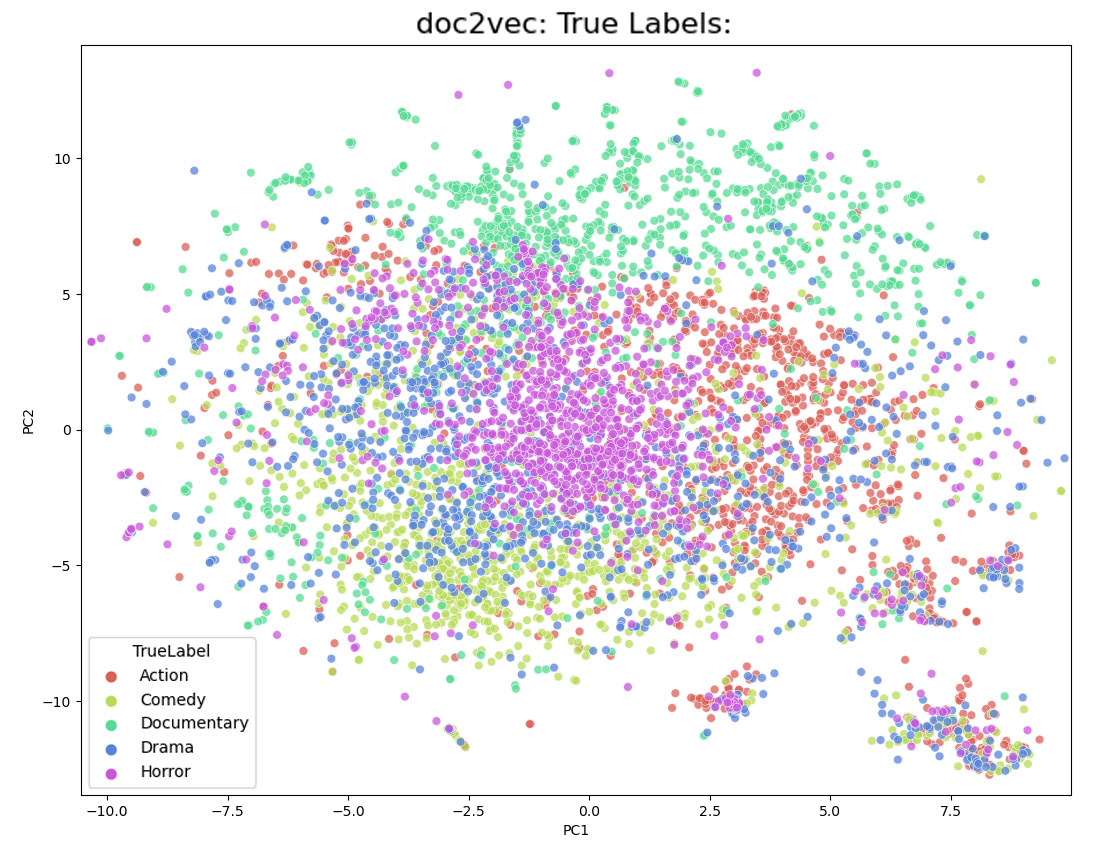 doc2vec: True Labels:
PC2
10
5
0
−5
−10
TrueLabel
Action
Comedy
Documentary
Drama
Horror
−10.0 −7.5 −5.0 −2.5 0.0 2.5 5.0 7.5
PC1